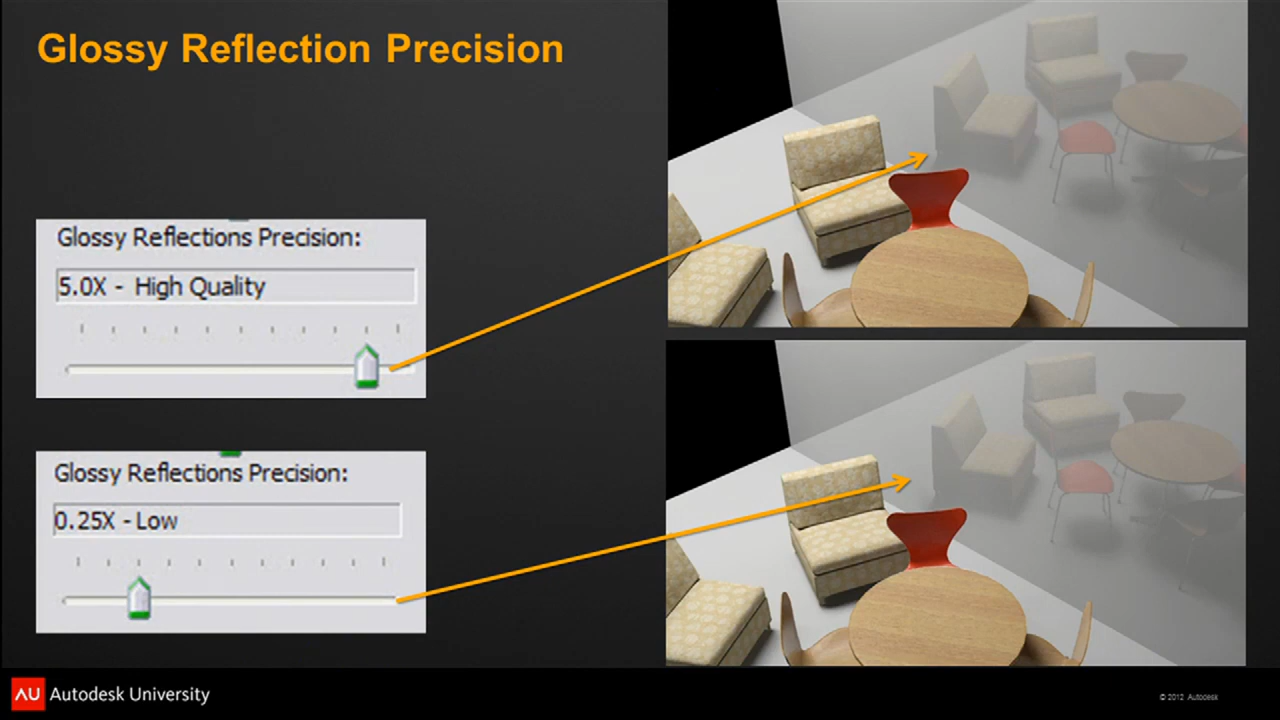 Glossy Reflection Precision
Glossy Reflections Precision:
5.0X - High Quality
Glossy Reflections Precision:
0.25X - Low
AU Autodesk University
© 2012 Autodesk